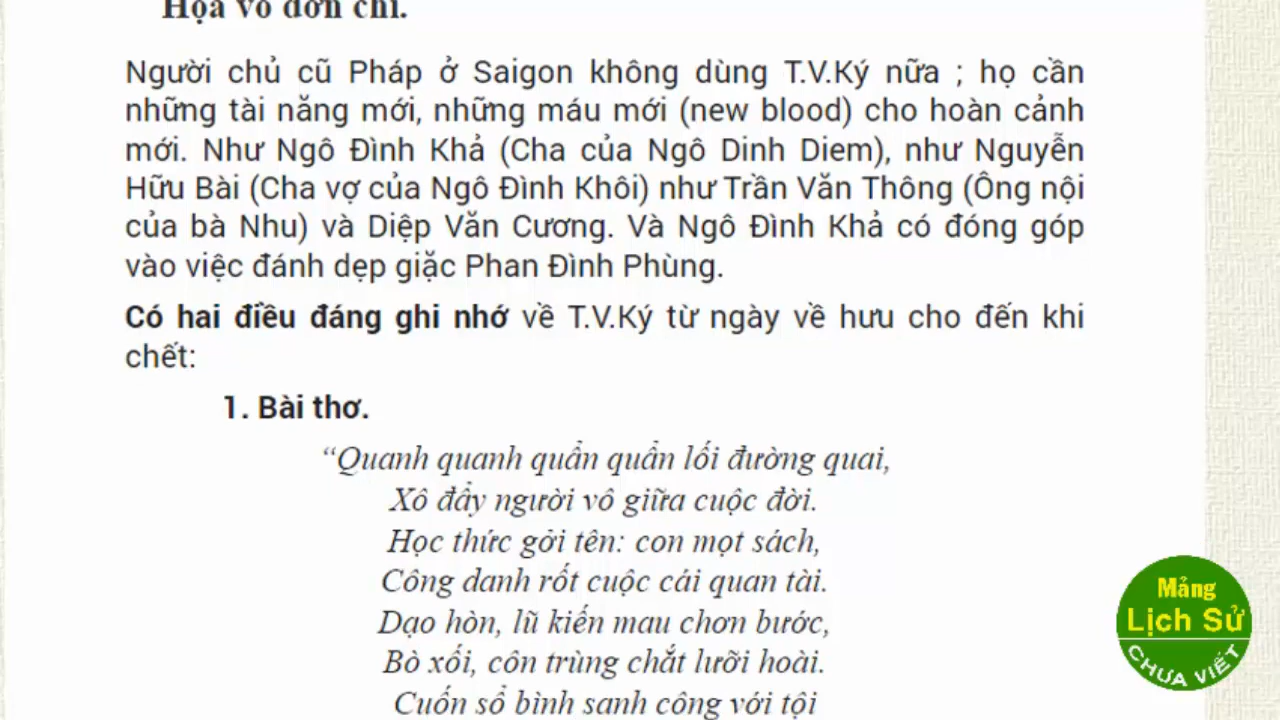 Họa vô đơn chí.
Người chủ cũ Pháp ở Saigon không dùng T.V.Ký nữa ; họ cần
những tài năng mới, những máu mới (new blood) cho hoàn cảnh
mới. Như Ngô Đình Khả (Cha của Ngô Dinh Diem), như Nguyễn
Hữu Bài (Cha vợ của Ngô Đình Khôi) như Trần Văn Thông (Ông nội
của bà Nhu) và Diệp Văn Cương. Và Ngô Đình Khả có đóng góp
vào việc đánh dẹp giặc Phan Đình Phùng.
Có hai điều đáng ghi nhớ về T.V.Ký từ ngày về hưu cho đến khi
chết:
1. Bài thơ.
“Quanh quanh quẩn quẩn lối đường quai,
Xô đẩy người vô giữa cuộc đời.
Học thức gởi tên: con mọt sách,
Công danh rốt cuộc cái quan tài.
Dạo hòn, lũ kiến mau chơn bước,
Bò xối, côn trùng chắt lưỡi hoài.
Cuốn sổ bình sanh công với tội
Mảng
Lịch Sử
CHƯA VIẾT